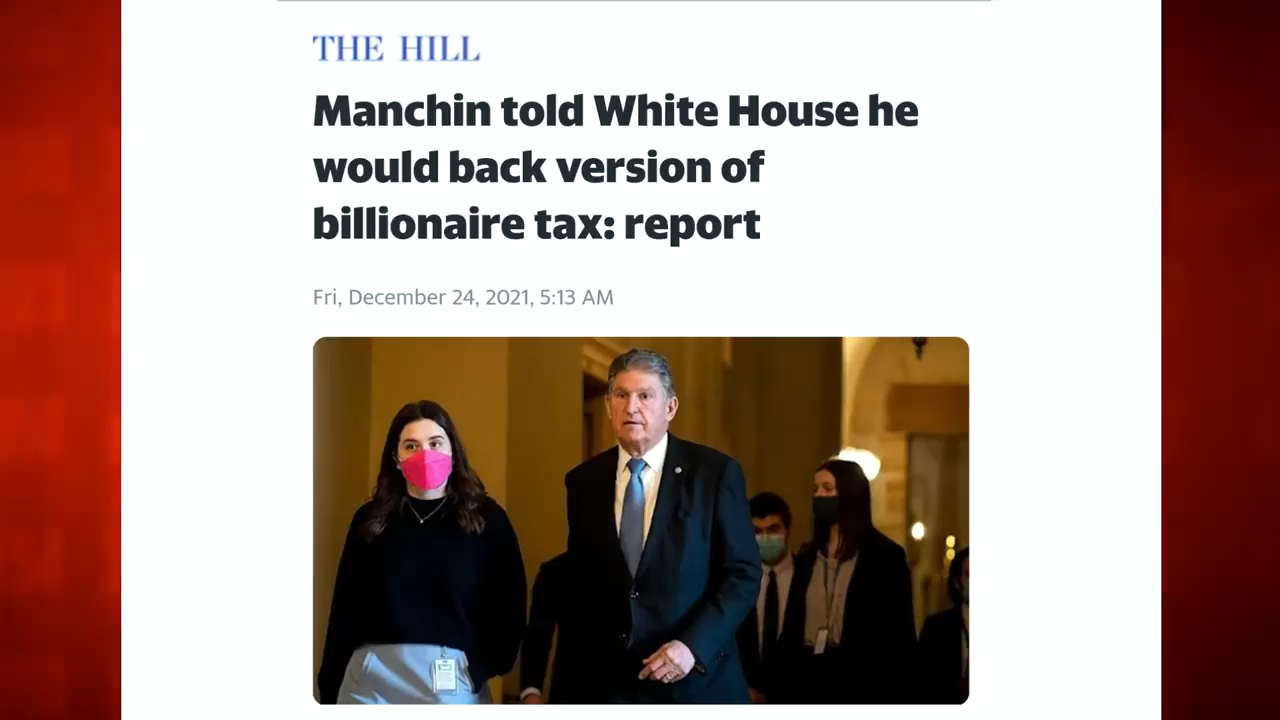 THE HILL
Manchin told White House he
would back version of
billionaire tax: report
Fri, December 24, 2021, 5:13 AM